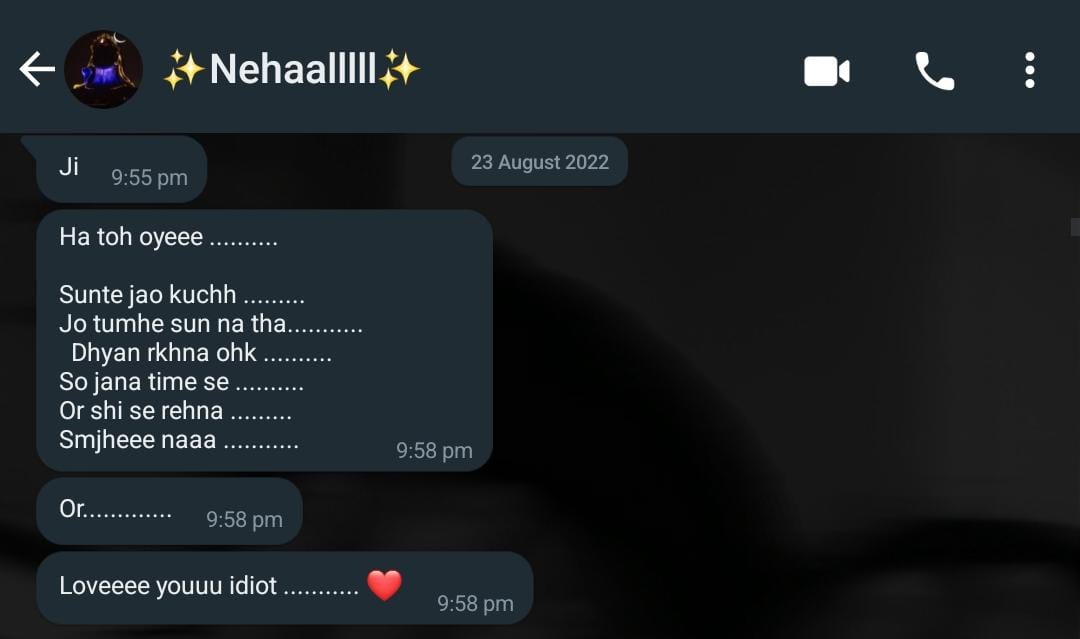 ✨Nehaalllll✨
23 August 2022
Ji
9:55 pm
Ha toh oyeee ..........
Sunte jao kuchh .........
Jo tumhe sun na tha...........
Dhyan rkhna ohk ..........
So jana time se ..........
Or shi se rehna .........
Smjheee naaa ...........
9:58 pm
Or.............
9:58 pm
Loveeee youuu idiot ........... ❤️
9:58 pm